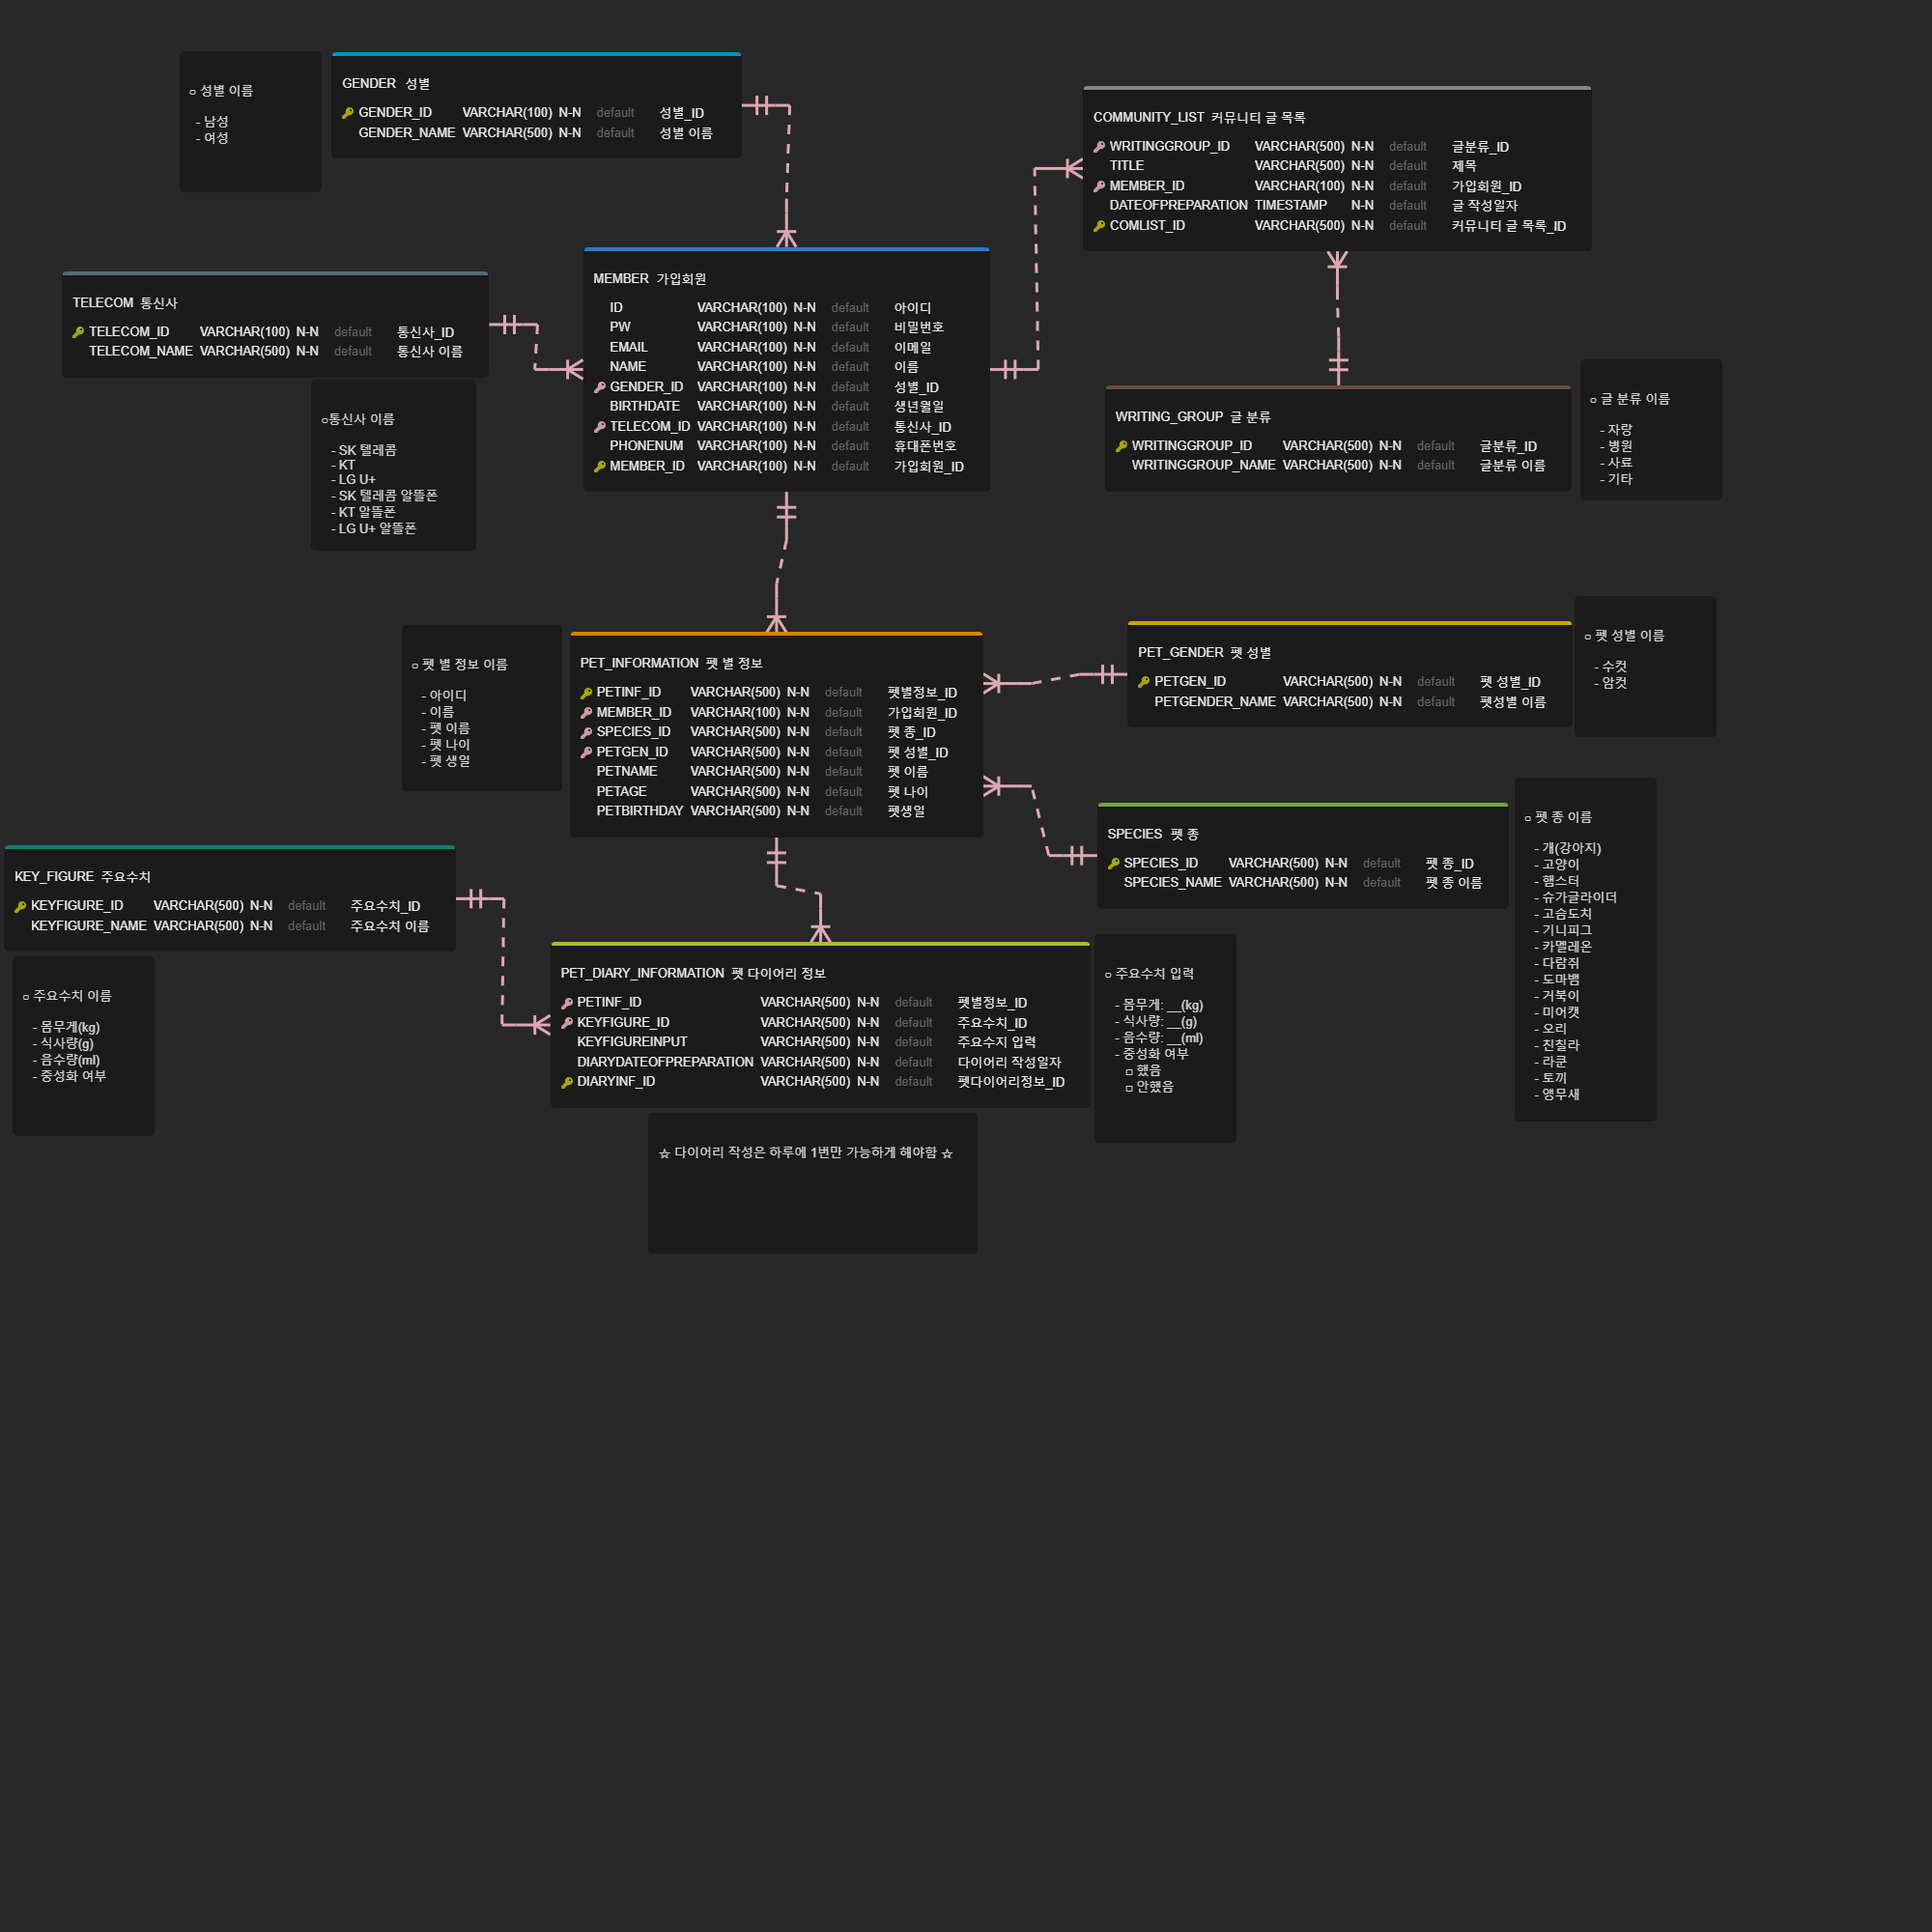 ○ 성별 이름
- 남성
- 여성
GENDER 성별
GENDER_ID VARCHAR(100) N-N default 성별_ID
GENDER_NAME VARCHAR(500) N-N default 성별 이름
COMMUNITY_LIST 커뮤니티 글 목록
WRITINGGROUP_ID VARCHAR(500) N-N default 글분류_ID
TITLE VARCHAR(500) N-N default 제목
MEMBER_ID VARCHAR(100) N-N default 가입회원_ID
DATEOFPREPARATION TIMESTAMP N-N default 글 작성일자
COMLIST_ID VARCHAR(500) N-N default 커뮤니티 글 목록_ID
TELECOM 통신사
TELECOM_ID VARCHAR(100) N-N default 통신사_ID
TELECOM_NAME VARCHAR(500) N-N default 통신사 이름
○통신사 이름
- SK 텔레콤
- KT
- LG U+
- SK 텔레콤 알뜰폰
- KT 알뜰폰
- LG U+ 알뜰폰
MEMBER 가입회원
ID VARCHAR(100) N-N default 아이디
PW VARCHAR(100) N-N default 비밀번호
EMAIL VARCHAR(100) N-N default 이메일
NAME VARCHAR(100) N-N default 이름
GENDER_ID VARCHAR(100) N-N default 성별_ID
BIRTHDATE VARCHAR(100) N-N default 생년월일
TELECOM_ID VARCHAR(100) N-N default 통신사_ID
PHONENUM VARCHAR(100) N-N default 휴대폰번호
MEMBER_ID VARCHAR(100) N-N default 가입회원_ID
WRITING_GROUP 글 분류
WRITINGGROUP_ID VARCHAR(500) N-N default 글분류_ID
WRITINGGROUP_NAME VARCHAR(500) N-N default 글분류 이름
○ 글 분류 이름
- 자랑
- 병원
- 사료
- 기타
○ 펫 별 정보 이름
- 아이디
- 이름
- 펫 이름
- 펫 나이
- 펫 생일
PET_INFORMATION 펫 별 정보
PETINF_ID VARCHAR(500) N-N default 펫별정보_ID
MEMBER_ID VARCHAR(100) N-N default 가입회원_ID
SPECIES_ID VARCHAR(500) N-N default 펫 종_ID
PETGEN_ID VARCHAR(500) N-N default 펫 성별_ID
PETNAME VARCHAR(500) N-N default 펫 이름
PETAGE VARCHAR(500) N-N default 펫 나이
PETBIRTHDAY VARCHAR(500) N-N default 펫생일
PET_GENDER 펫 성별
PETGEN_ID VARCHAR(500) N-N default 펫 성별_ID
PETGENDER_NAME VARCHAR(500) N-N default 펫성별 이름
○ 펫 성별 이름
- 수컷
- 암컷
SPECIES 펫 종
SPECIES_ID VARCHAR(500) N-N default 펫 종_ID
SPECIES_NAME VARCHAR(500) N-N default 펫 종 이름
○ 펫 종 이름
- 개(강아지)
- 고양이
- 햄스터
- 슈가글라이더
- 고슴도치
- 기니피그
- 카멜레온
- 다람쥐
- 도마뱀
- 거북이
- 미어캣
- 오리
- 친칠라
- 라쿤
- 토끼
- 앵무새
KEY_FIGURE 주요수치
KEYFIGURE_ID VARCHAR(500) N-N default 주요수치_ID
KEYFIGURE_NAME VARCHAR(500) N-N default 주요수치 이름
○ 주요수치 이름
- 몸무게(kg)
- 식사량(g)
- 음수량(ml)
- 중성화 여부
PET_DIARY_INFORMATION 펫 다이어리 정보
PETINF_ID VARCHAR(500) N-N default 펫별정보_ID
KEYFIGURE_ID VARCHAR(500) N-N default 주요수치_ID
KEYFIGUREINPUT VARCHAR(500) N-N default 주요수지 입력
DIARYDATEOFPREPARATION VARCHAR(500) N-N default 다이어리 작성일자
DIARYINF_ID VARCHAR(500) N-N default 펫다이어리정보_ID
○ 주요수치 입력
- 몸무게: __(kg)
- 식사량: __(g)
- 음수량: __(ml)
- 중성화 여부
□ 했음
□ 안했음
☆ 다이어리 작성은 하루에 1번만 가능하게 해야함 ☆